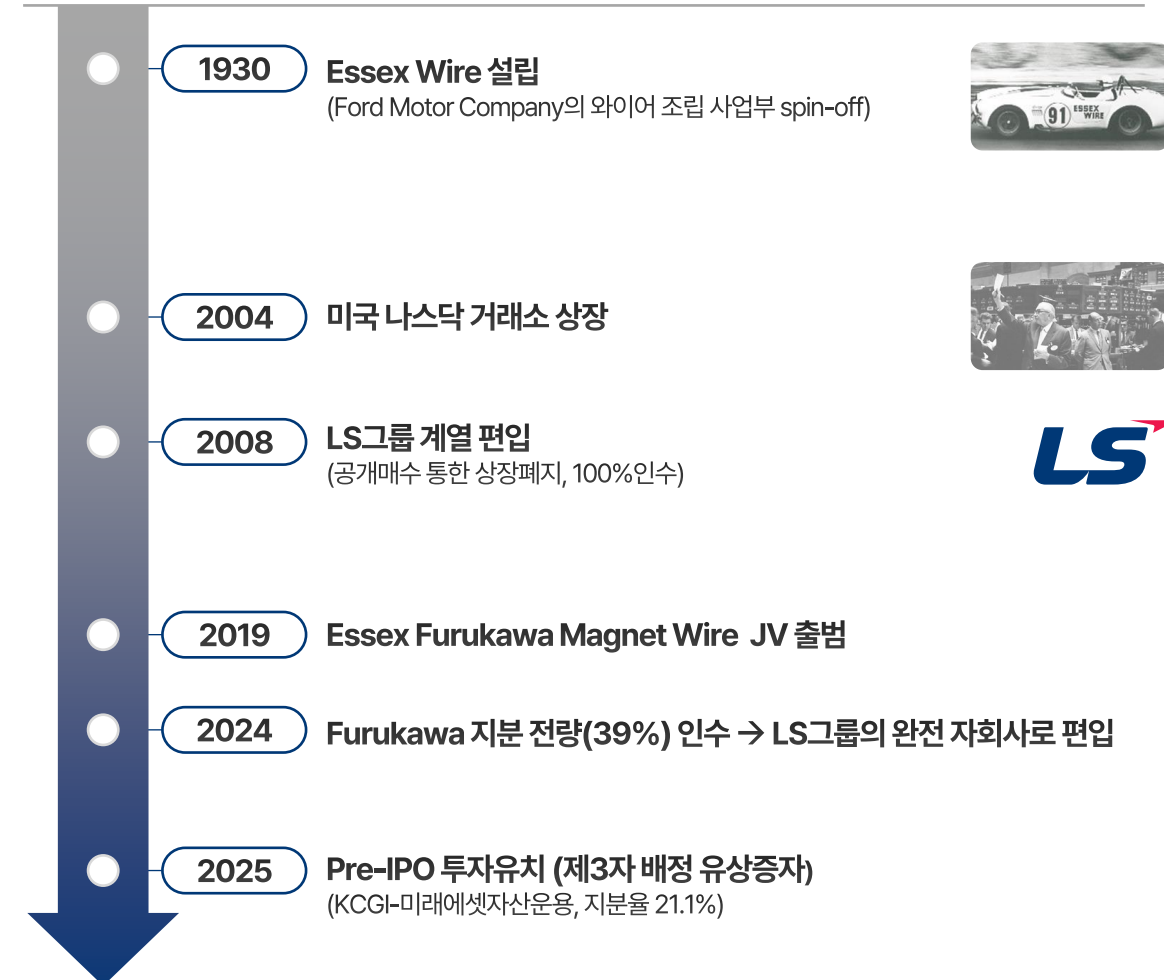 1930
Essex Wire 설립
(Ford Motor Company의 와이어 조립 사업부 spin-off)
91 ESSEX WIRE
2004
미국 나스닥 거래소 상장
2008
LS그룹 계열 편입
(공개매수 통한 상장폐지, 100%인수)
LS
2019
Essex Furukawa Magnet Wire JV 출범
2024
Furukawa 지분 전량(39%) 인수 → LS그룹의 완전 자회사로 편입
2025
Pre-IPO 투자유치 (제3자 배정 유상증자)
(KCGI-미래에셋자산운용, 지분율 21.1%)